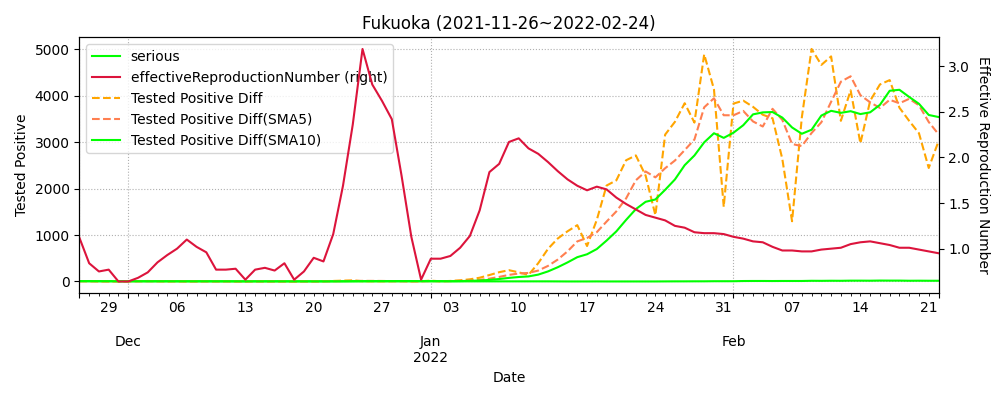 Fukuoka (2021-11-26~2022-02-24)
serious
effectiveReproductionNumber (right)
Tested Positive Diff
Tested Positive Diff(SMA5)
Tested Positive Diff(SMA10)
Tested Positive
5000
4000
3000
2000
1000
0
3.0
2.5
2.0
1.5
1.0
Effective Reproduction Number
29 06 13 20 27 03 10 17 24 31 07 14 21
Dec Jan Feb
2022
Date